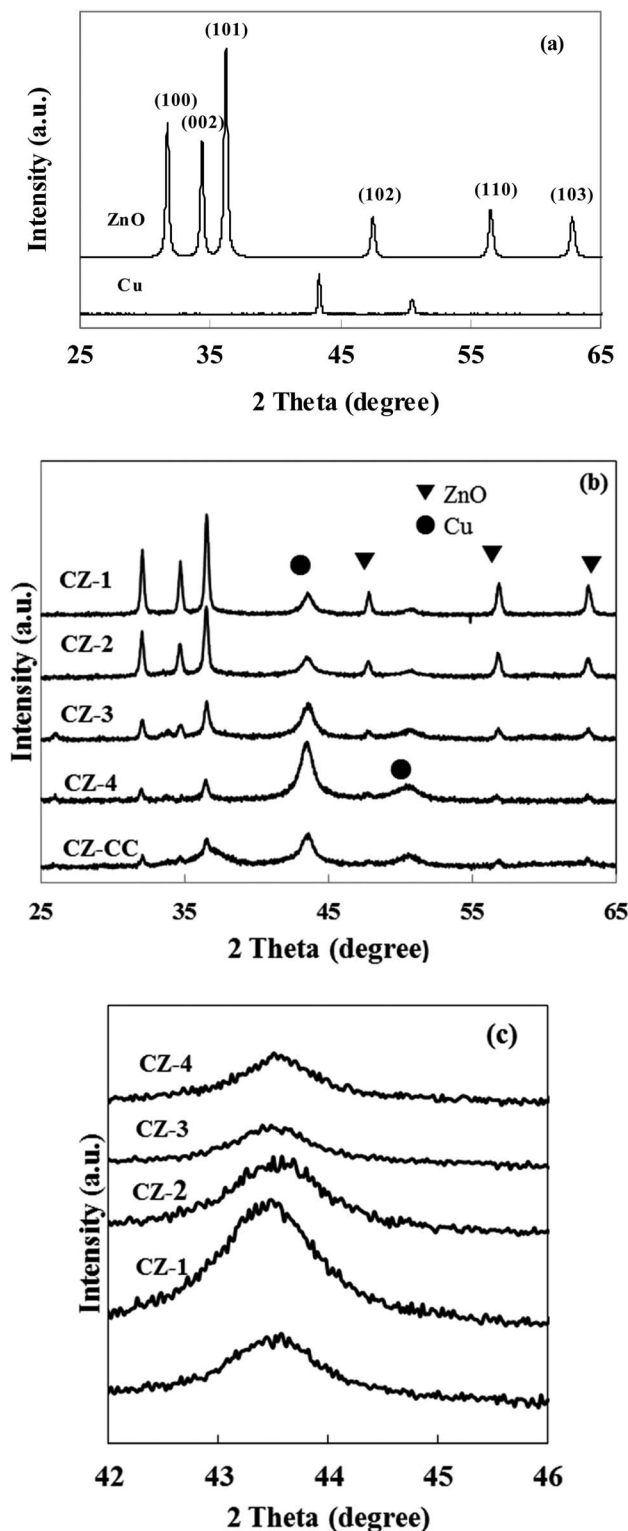 (a)
(101)
(100)
(002)
(102)
(110)
(103)
ZnO
Cu
Intensity (a.u.)
25 35 45 55 65
2 Theta (degree)
(b)
ZnO
Cu
CZ-1
CZ-2
CZ-3
CZ-4
CZ-CC
Intensity (a.u.)
25 35 45 55 65
2 Theta (degree)
(c)
CZ-4
CZ-3
CZ-2
CZ-1
Intensity (a.u.)
42 43 44 45 46
2 Theta (degree)